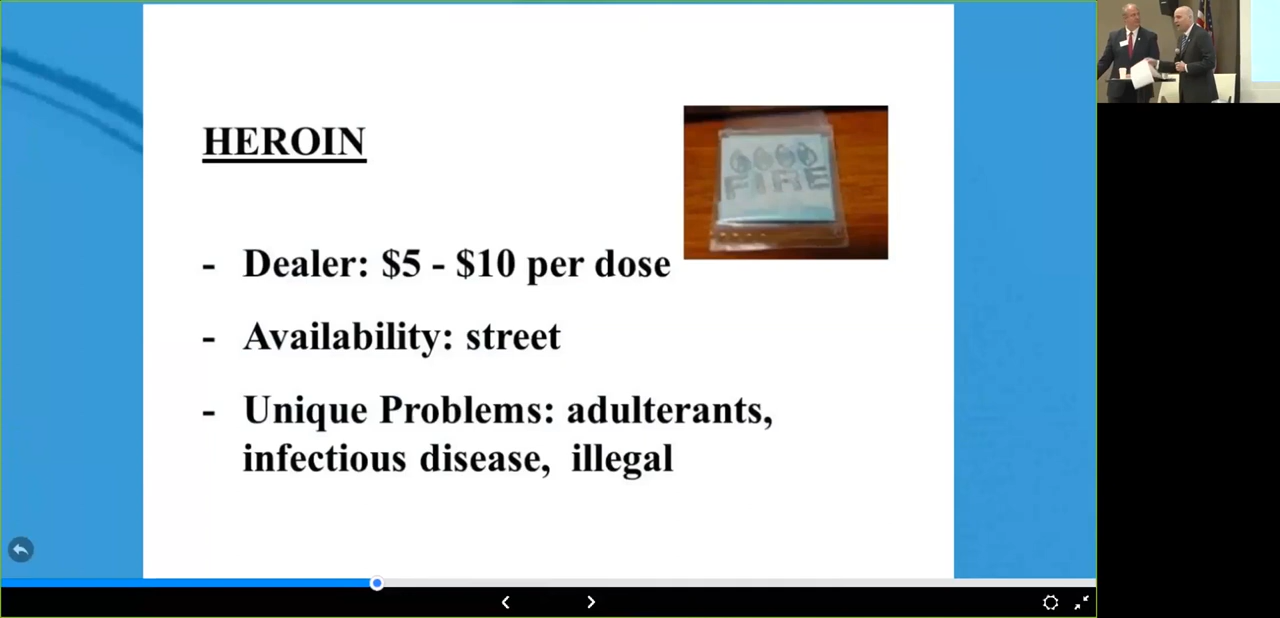 HEROIN
FIRE
- Dealer: $5 - $10 per dose
- Availability: street
- Unique Problems: adulterants,
infectious disease,  illegal